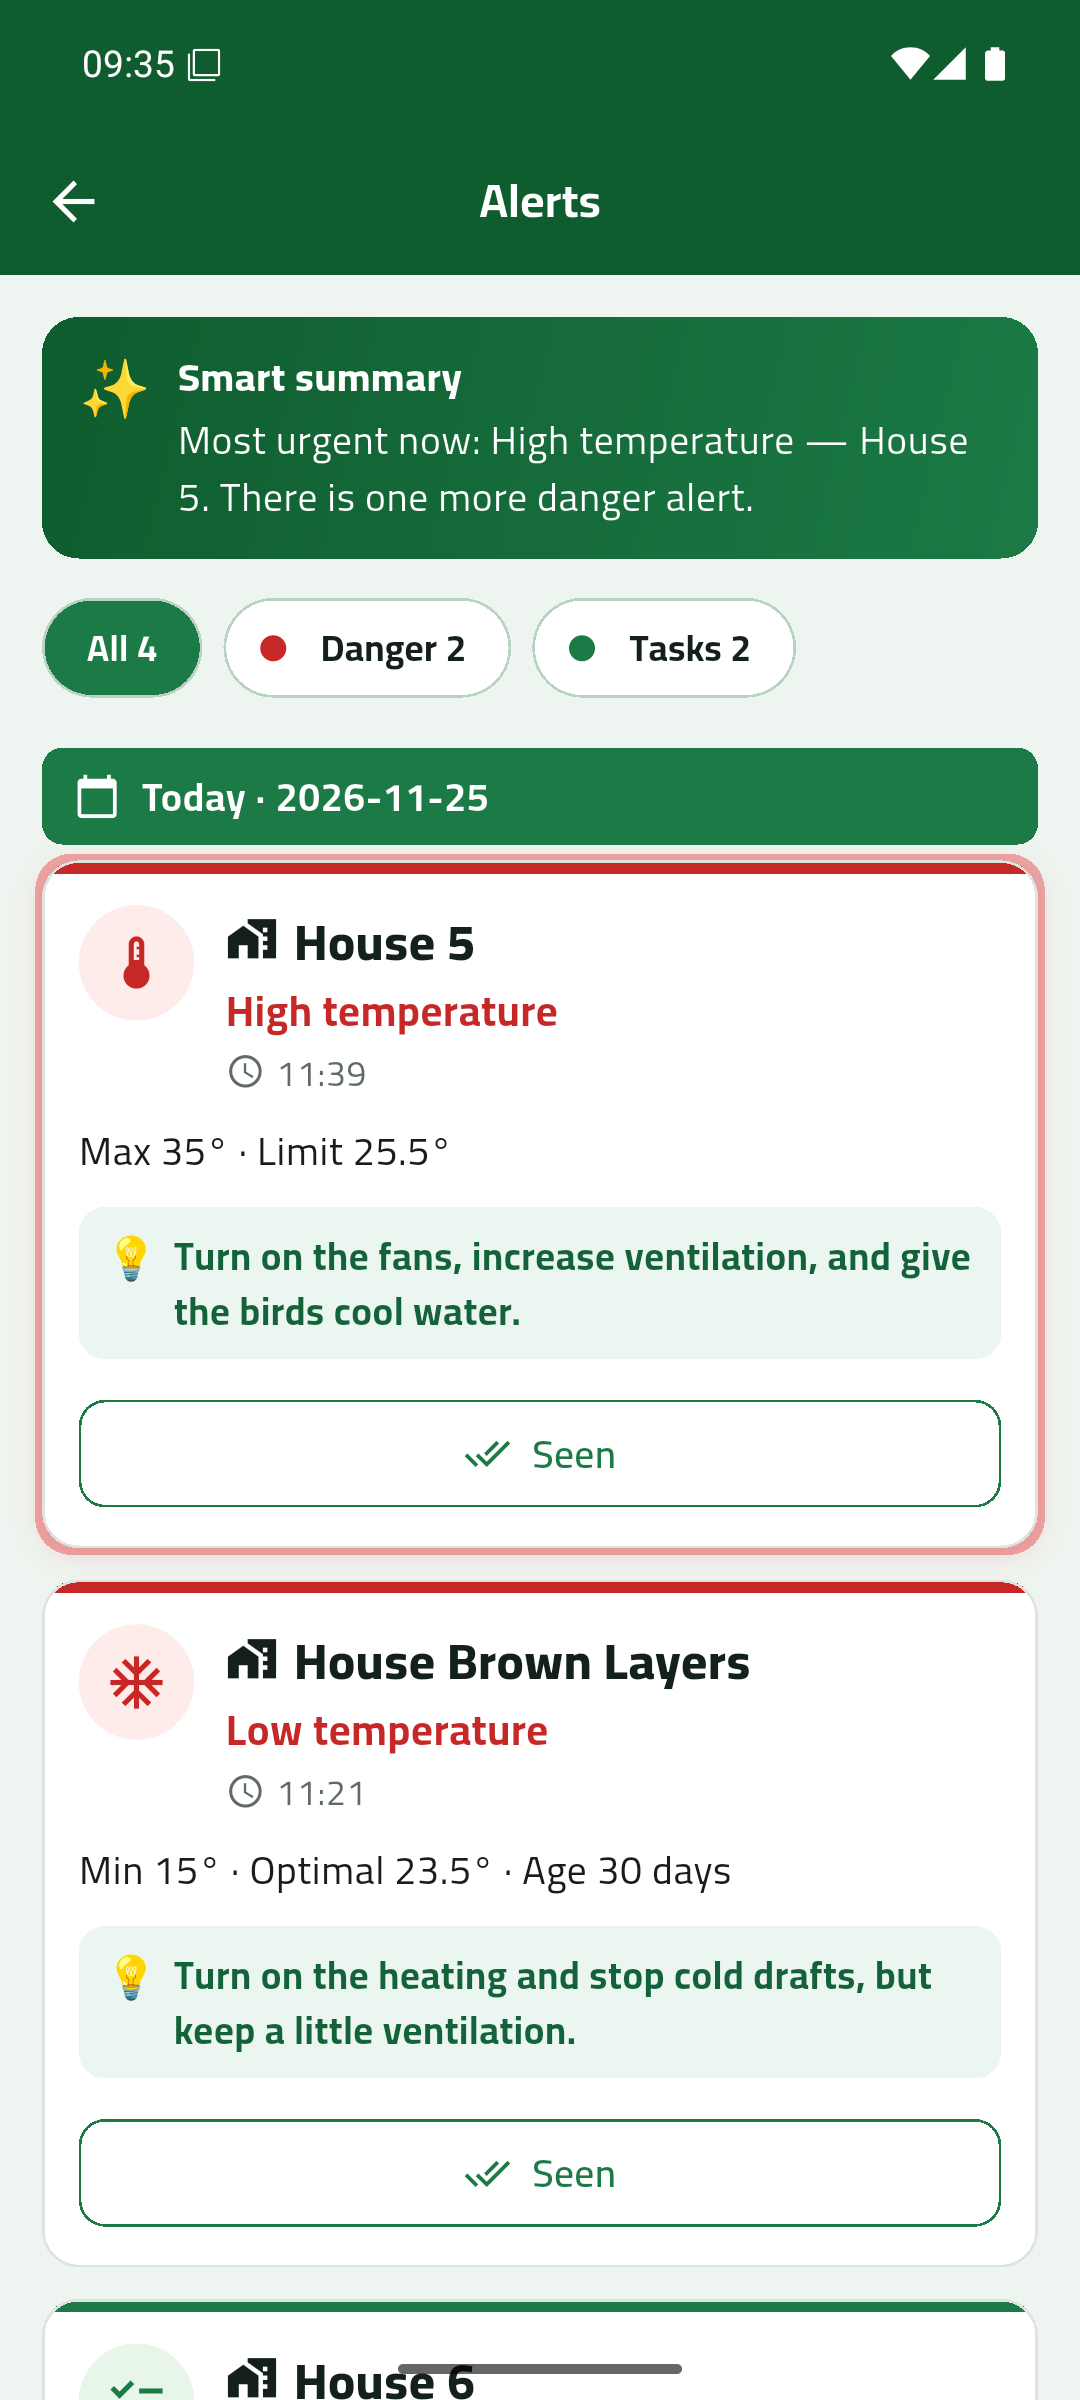 09:35
Alerts
Smart summary
Most urgent now: High temperature — House
5. There is one more danger alert.
All 4
Danger 2
Tasks 2
Today · 2026-11-25
House 5
High temperature
11:39
Max 35° · Limit 25.5°
Turn on the fans, increase ventilation, and give
the birds cool water.
Seen
House Brown Layers
Low temperature
11:21
Min 15° · Optimal 23.5° · Age 30 days
Turn on the heating and stop cold drafts, but
keep a little ventilation.
Seen
House 6